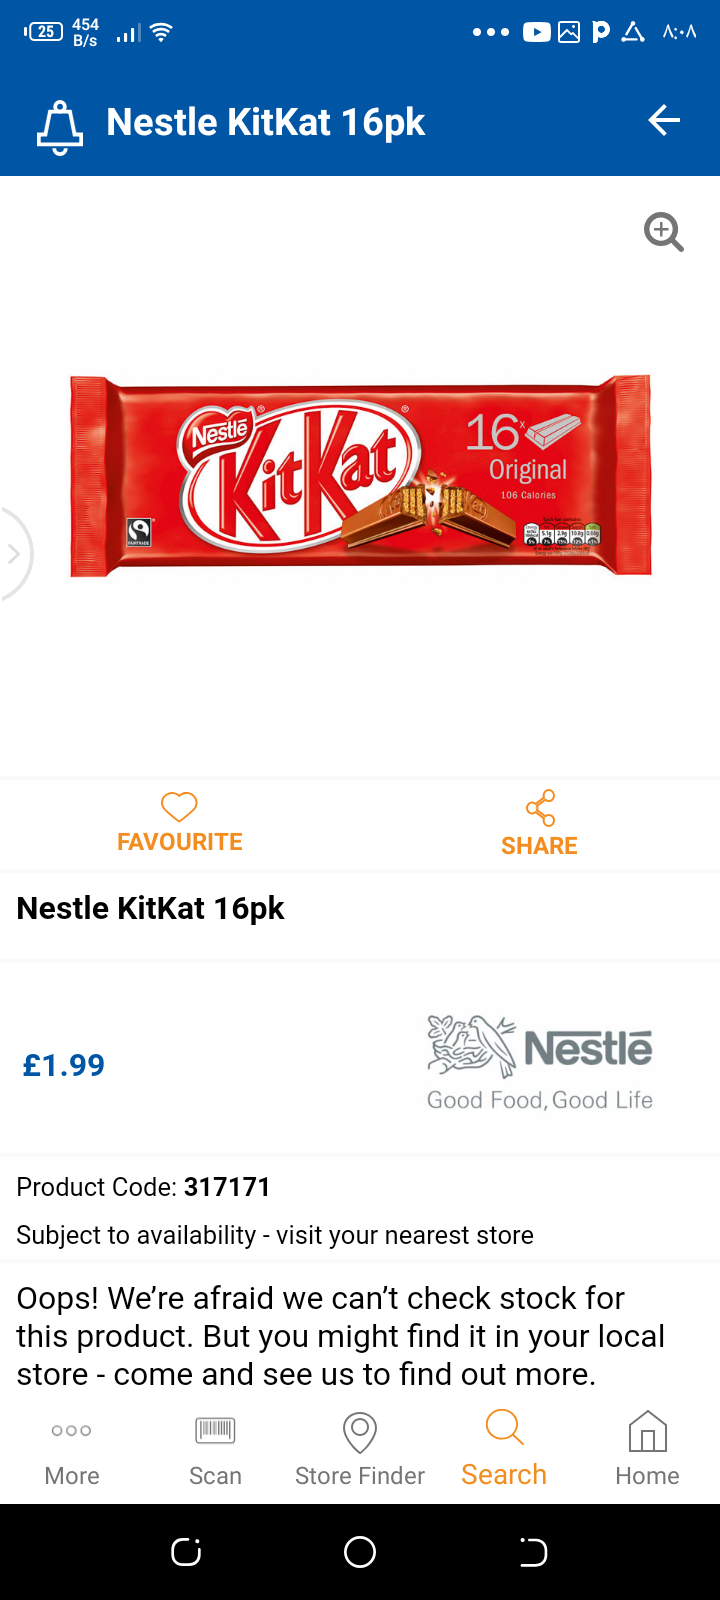 25 454 B/s
Nestle KitKat 16pk
Nestlé
KitKat
16x
Original
106 Calories
FAIRTRADE
FAVOURITE
SHARE
Nestle KitKat 16pk
£1.99
Nestlé
Good Food, Good Life
Product Code: 317171
Subject to availability - visit your nearest store
Oops! We’re afraid we can’t check stock for
this product. But you might find it in your local
store - come and see us to find out more.
More Scan Store Finder Search Home